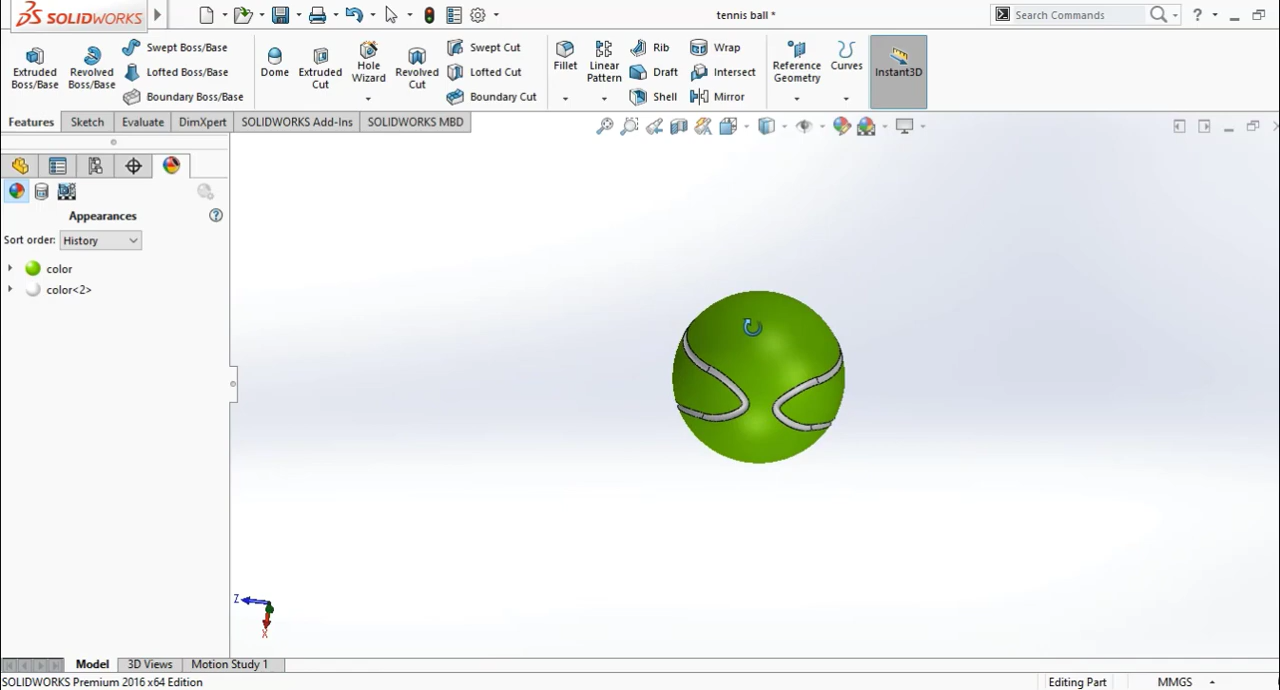 SOLIDWORKS
tennis ball *
Search Commands
?
Extruded Boss/Base
Revolved Boss/Base
Swept Boss/Base
Lofted Boss/Base
Boundary Boss/Base
Dome
Extruded Cut
Hole Wizard
Revolved Cut
Swept Cut
Lofted Cut
Boundary Cut
Fillet
Linear Pattern
Rib
Draft
Shell
Wrap
Intersect
Mirror
Reference Geometry
Curves
Instant3D
Features
Sketch
Evaluate
DimXpert
SOLIDWORKS Add-Ins
SOLIDWORKS MBD
Appearances
?
Sort order: History
color
color<2>
Z
X
Model
3D Views
Motion Study 1
SOLIDWORKS Premium 2016 x64 Edition
Editing Part
MMGS